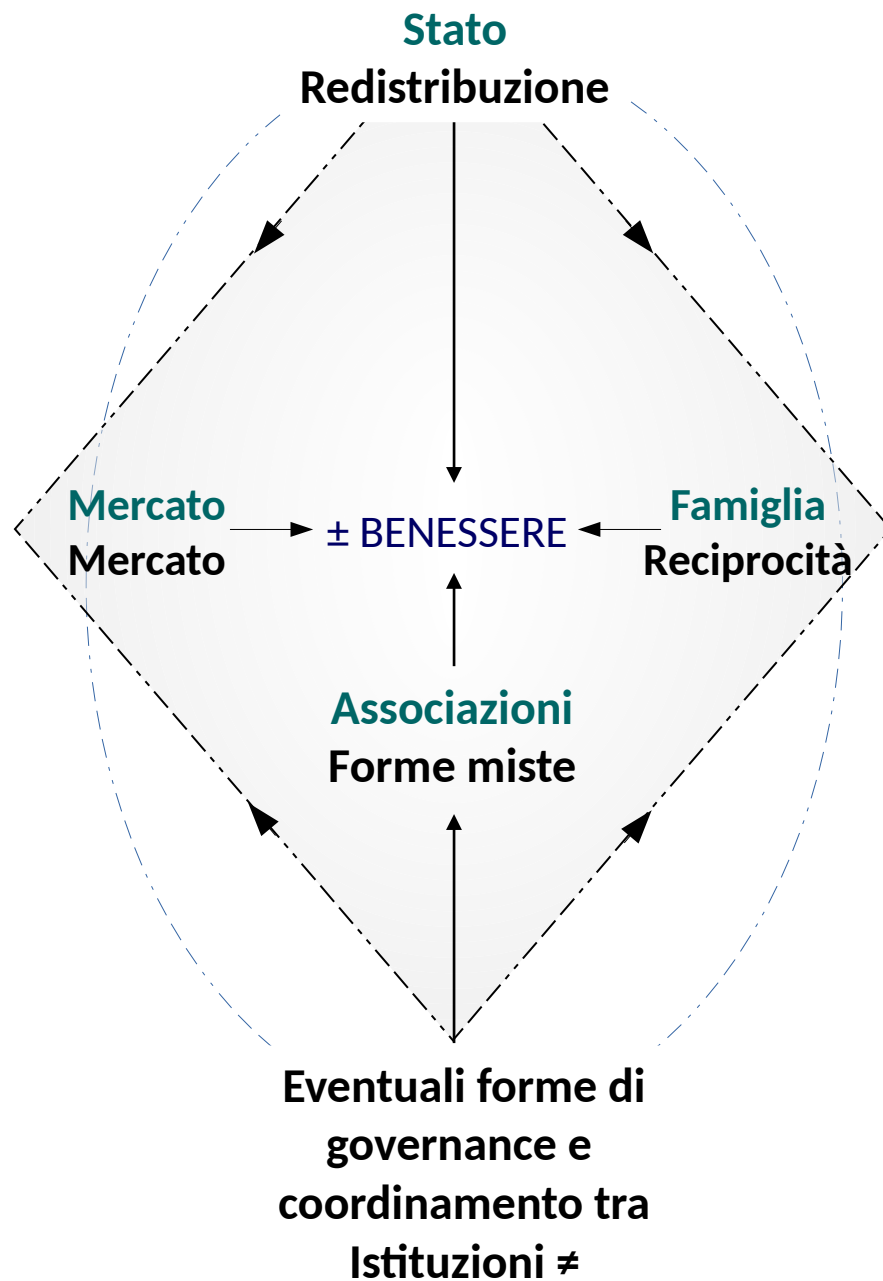 Stato
Redistribuzione
Mercato
Mercato
± BENESSERE
Famiglia
Reciprocità
Associazioni
Forme miste
Eventuali forme di
governance e
coordinamento tra
Istituzioni ≠